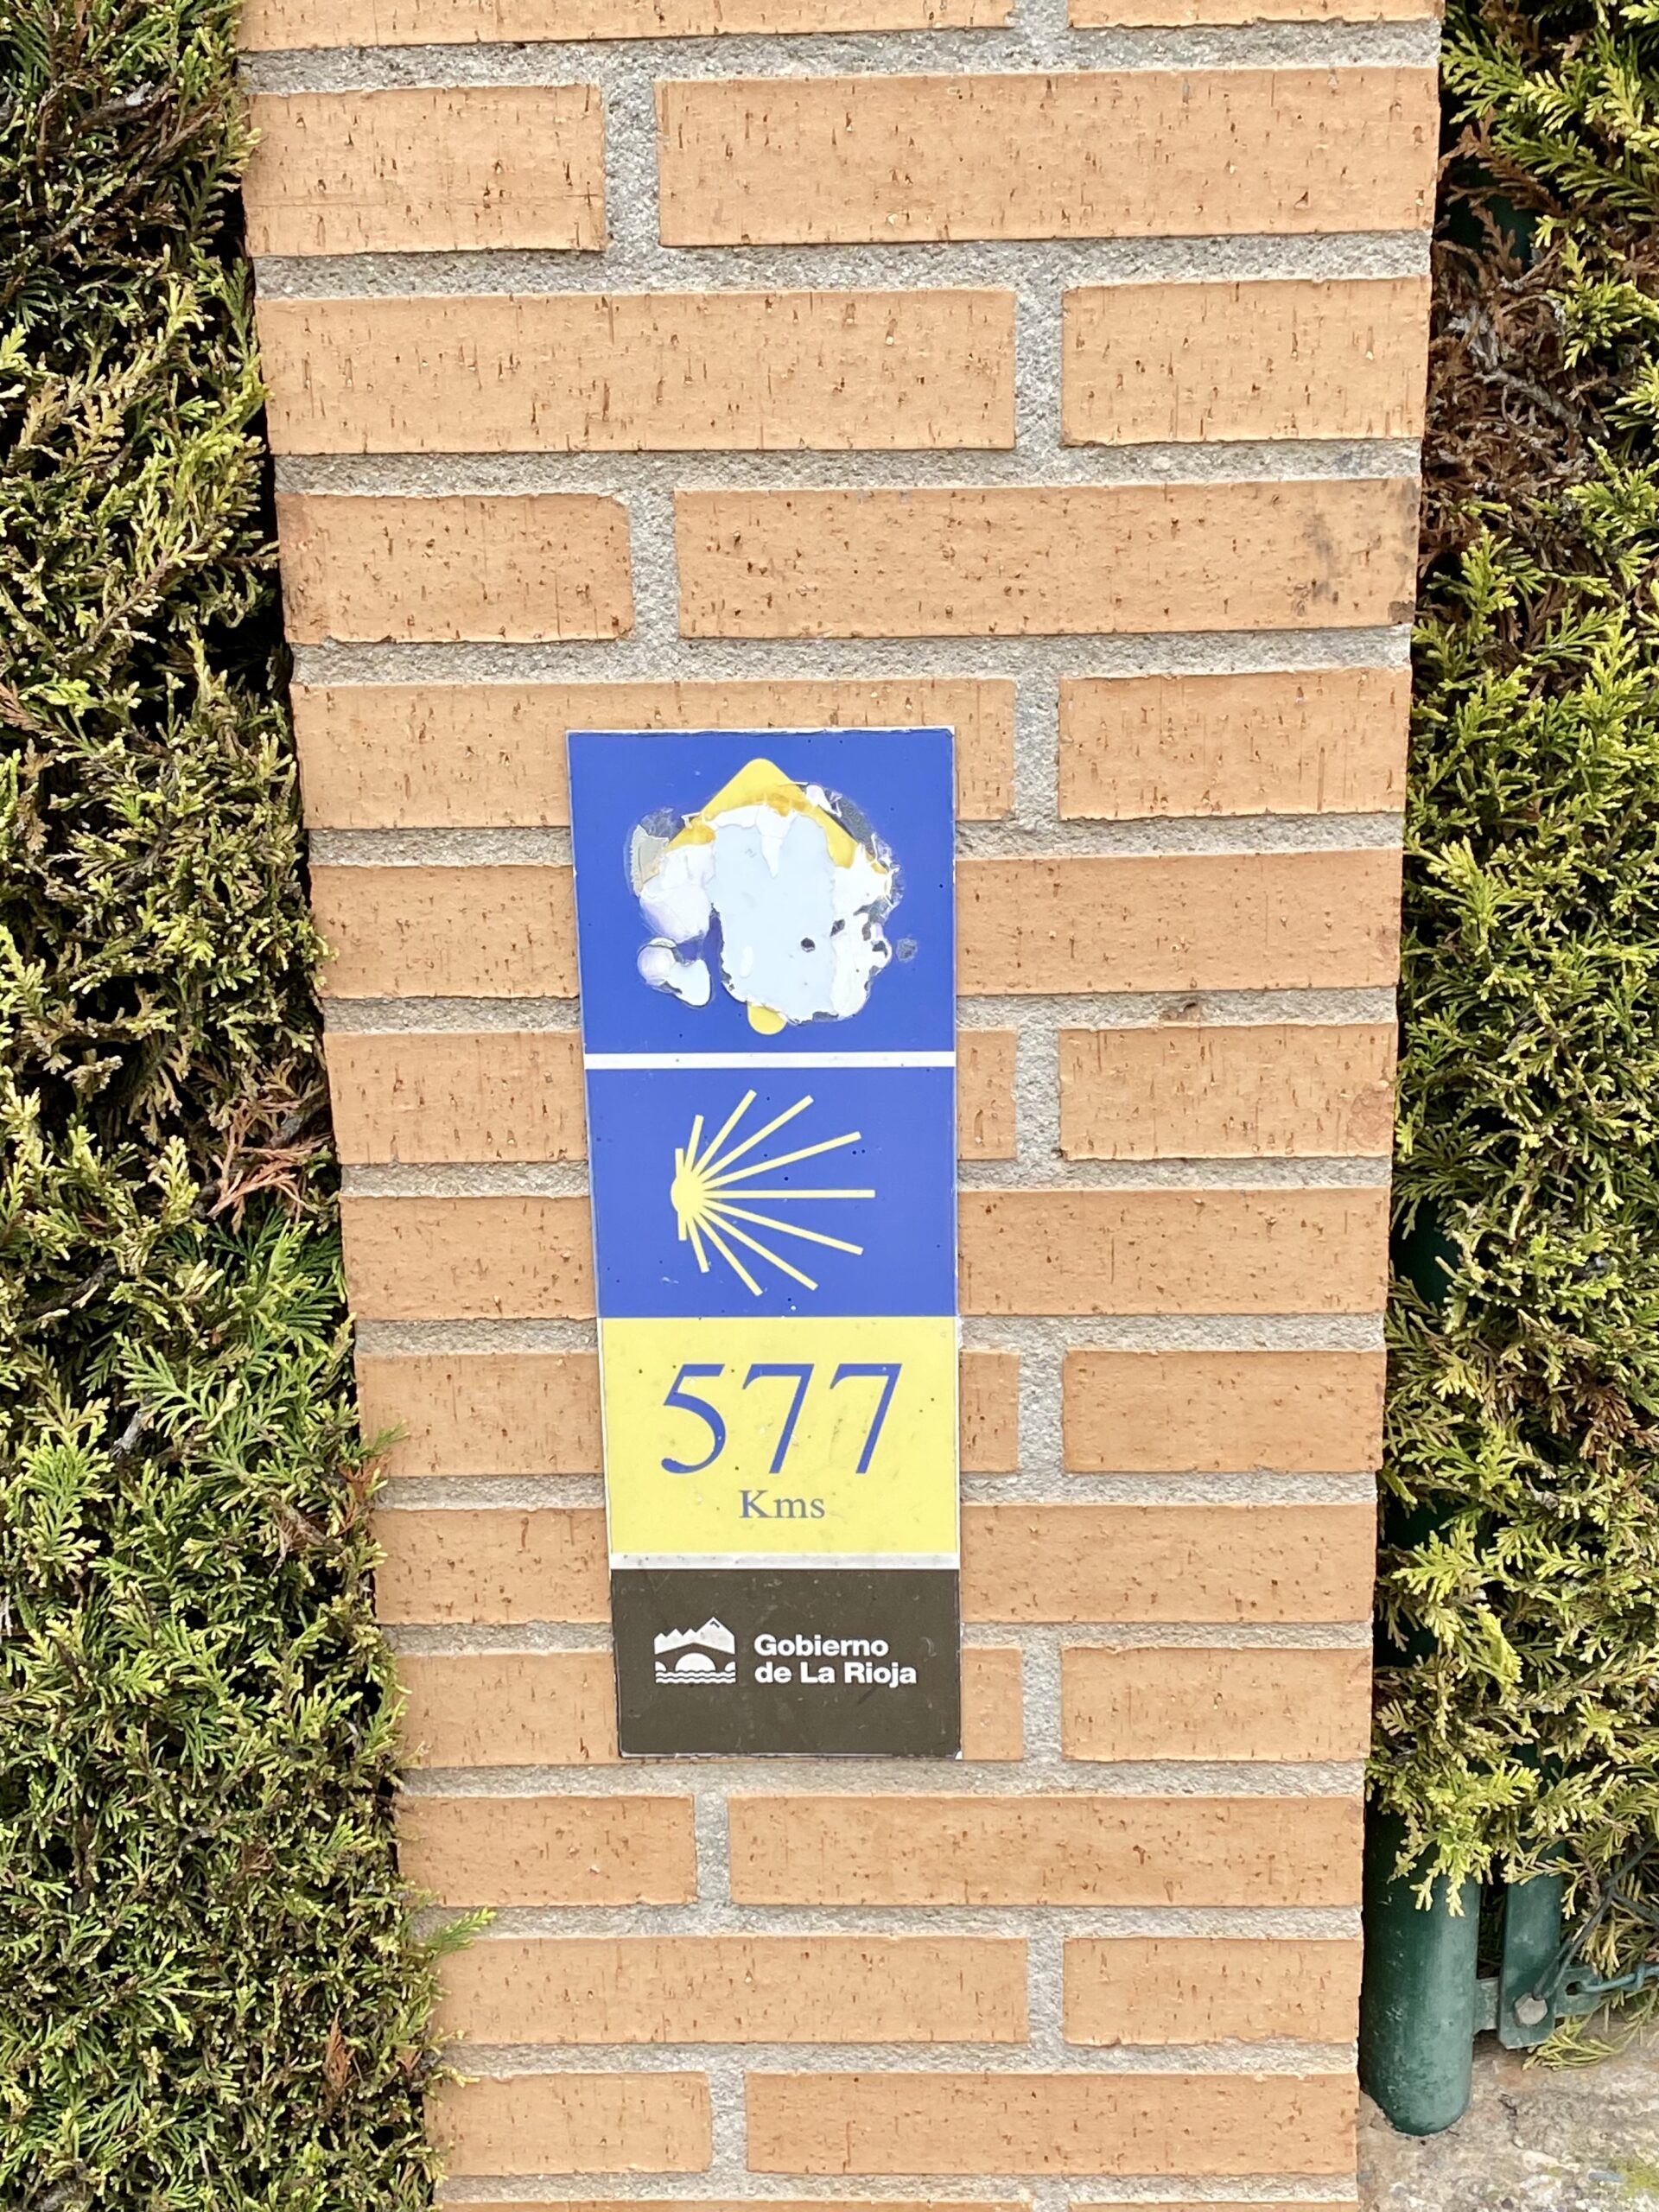 577
Kms
Gobierno
de La Rioja